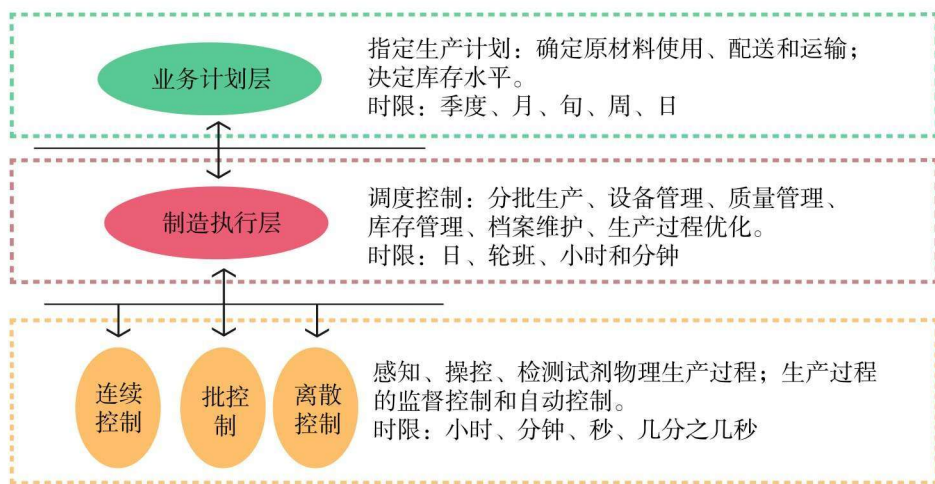 业务计划层
指定生产计划：确定原材料使用、配送和运输；
决定库存水平。
时限：季度、月、旬、周、日
制造执行层
调度控制：分批生产、设备管理、质量管理、
库存管理、档案维护、生产过程优化。
时限：日、轮班、小时和分钟
连续
控制
批控
制
离散
控制
感知、操控、检测试剂物理生产过程；生产过程
的监督控制和自动控制。
时限：小时、分钟、秒、几分之几秒